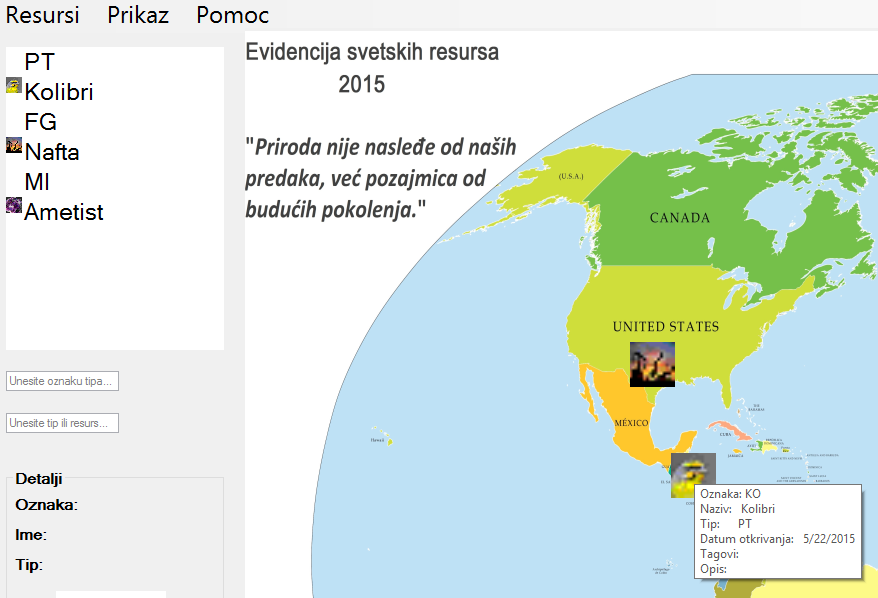 Resursi Prikaz Pomoc
PT
Kolibri
FG
Nafta
MI
Ametist
Unesite oznaku tipa...
Unesite tip ili resurs...
Detalji
Oznaka:
Ime:
Tip:
Evidencija svetskih resursa
2015
"Priroda nije nasleđe od naših
predaka, već pozajmica od
budućih pokolenja."
(U.S.A.)
CANADA
UNITED STATES
MÉXICO
Hawaii
CUBA
JAMAICA
Oznaka: KO
Naziv: Kolibri
Tip: PT
Datum otkrivanja: 5/22/2015
Tagovi:
Opis: